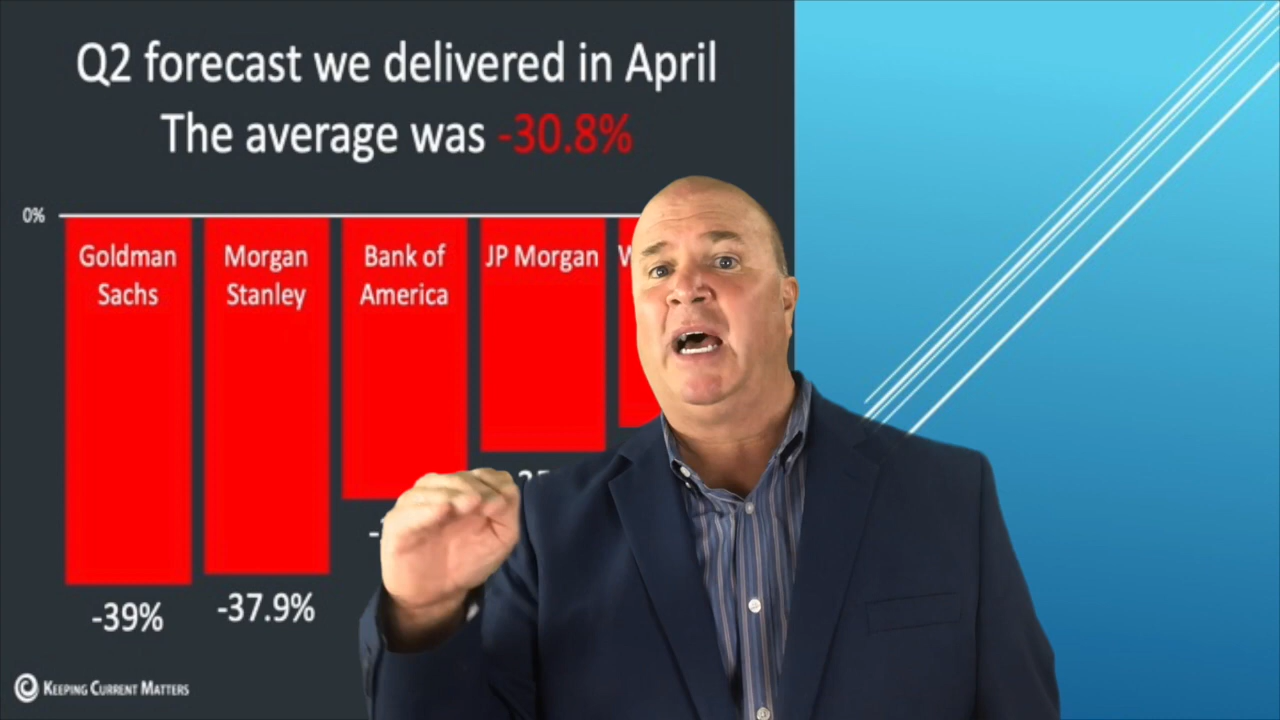 Q2 forecast we delivered in April
The average was -30.8%
0%
Goldman
Sachs
Morgan
Stanley
Bank of
America
JP Morgan
-39%
-37.9%
KEEPING CURRENT MATTERS